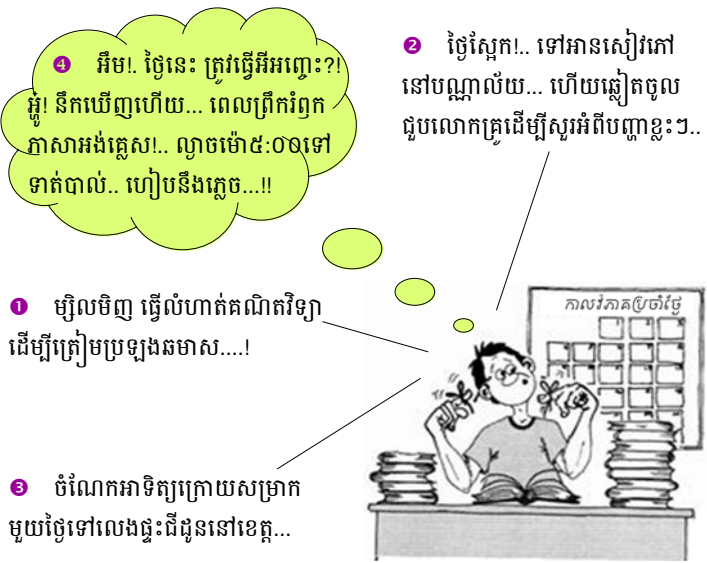 ❹ អឹម!. ថ្ងៃនេះ ត្រូវធ្វើអីអញ្ចេះ?!
អ្ហូ៎! នឹកឃើញហើយ... ពេលព្រឹករំឭក
ភាសាអង់គ្លេស!.. ល្ងាចម៉ោ៥:០០ទៅ
ទាត់បាល់.. ហៀបនឹងភ្លេច...!!
❷ ថ្ងៃស្អែក!.. ទៅអានសៀវភៅ
នៅបណ្ណាល័យ... ហើយឆ្លៀតចូល
ជួបលោកគ្រូដើម្បីសួរអំពីបញ្ហាខ្លះៗ..
❶ ម្សិលមិញ ធ្វើលំហាត់គណិតវិទ្យា
ដើម្បីត្រៀមប្រឡងឆមាស....!
កាលវិភាគប្រចាំថ្ងៃ
❸ ចំណែកអាទិត្យក្រោយសម្រាក
មួយថ្ងៃទៅលេងផ្ទះជីដូននៅខេត្ត...